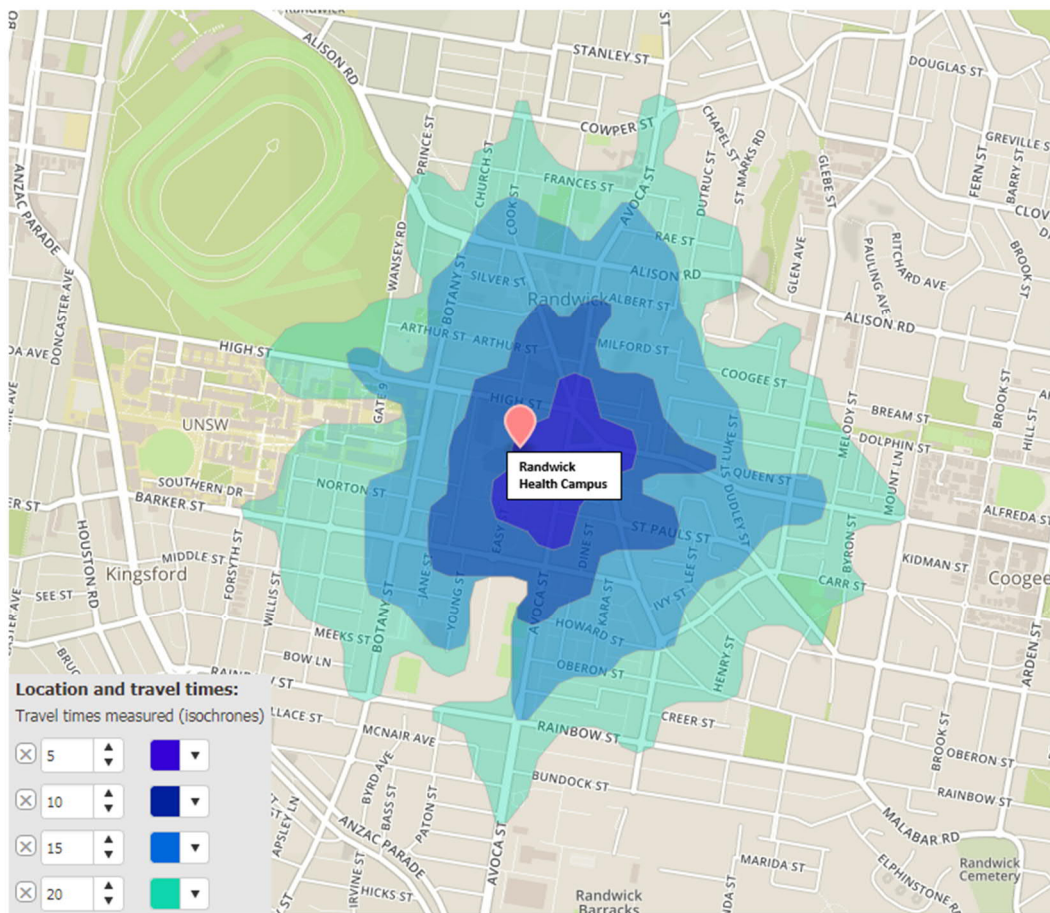 Randwick
STANLEY ST
DOUGLAS ST
ALISON RD
PRINCE ST
CHURCH ST
COOK ST
COWPER ST
CHAPEL ST
ST MARKS RD
DUTRUC ST
FRANCES ST
AVOCA ST
RAE ST
GLEBE ST
FERN ST
BARRY ST
GREVILLE S
CLOV
ANZAC PARADE
DONCASTER AVE
WANSEY RD
BOTANY ST
SILVER ST
ALISON RD
Randwick
ALBERT ST
GLEN AVE
PAULING AVE
RITCHARD AVE
BROOK ST
ALISON RD
DA AVE
HIGH ST
ARTHUR ST
ARTHUR ST
MILFORD ST
COOGEE ST
GATE 9
HIGH ST
UNSW
ST LUKE ST
MELODY ST
BREAM ST
DOLPHIN ST
BROOK ST
HILL ST
Randwick
Health Campus
QUEEN ST
MOUNT LN
NORTON ST
SOUTHERN DR
BARKER ST
DUDLEY ST
ALFREDA ST
ER ST
HOUSTON RD
MIDDLE ST
FORSYTH ST
WILLIS ST
Kingsford
EASY
ST PAULS ST
DINE ST
BYRON ST
KIDMAN ST
CARR ST
Coogee
SEE ST
JANE ST
YOUNG ST
BOTANY ST
AVOCA ST
KARA ST
LEE ST
IVY ST
HOWARD ST
MEEKS ST
BOW LN
OBERON ST
HENRY ST
ARDEN ST
Location and travel times:
Travel times measured (isochrones)
5
10
15
20
LLACE ST
MCNAIR AVE
RAINBOW ST
CREER ST
BUNDOCK ST
BROOK ST
OBERON ST
RAINBOW ST
MALABAR RD
BYRD AVE
BASS ST
PATON ST
APSLEY LN
ANZAC PARADE
IRVINE ST
HICKS ST
AVOCA ST
MARIDA ST
ELPHINSTONE R
Randwick
Cemetery
Randwick
Barracks